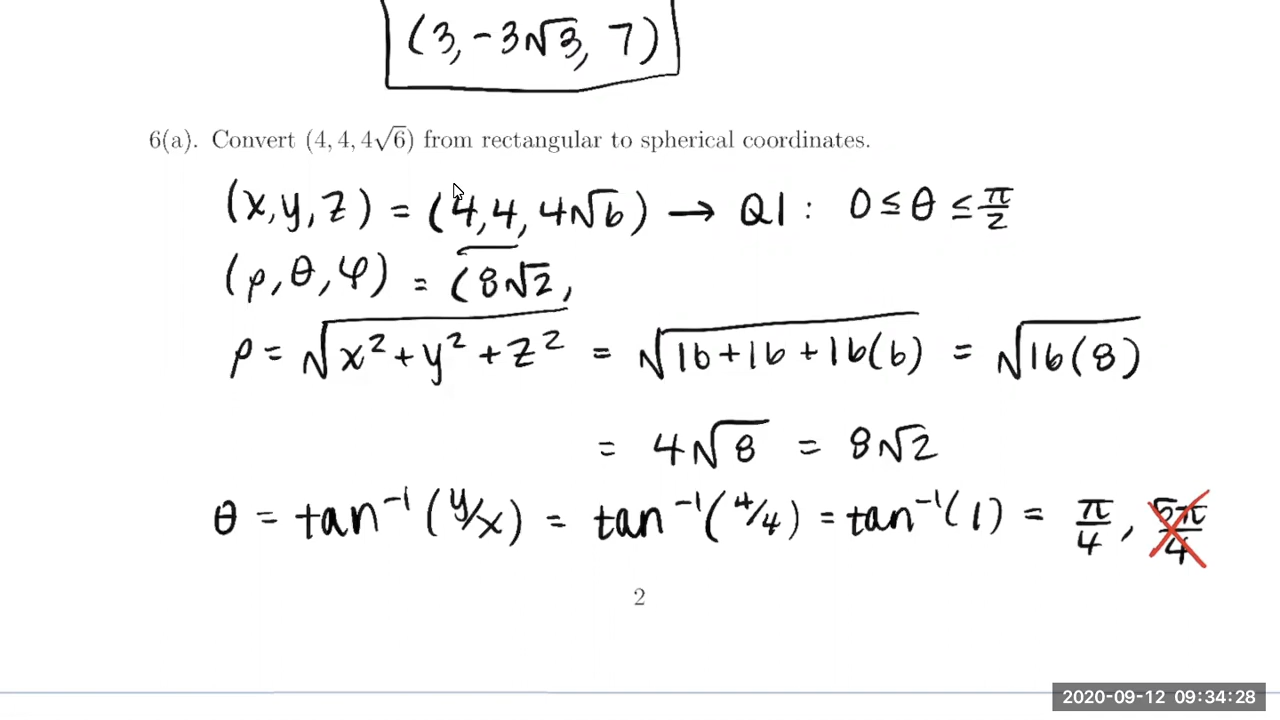 (3, -3√3, 7)
6(a). Convert (4, 4, 4√6) from rectangular to spherical coordinates.
(x, y, z) = (4, 4, 4√6) → Q1 : 0 ≤ θ ≤ π/2
(ρ, θ, φ) = (8√2,
ρ = √(x² + y² + z²) = √(16 + 16 + 16(6)) = √(16(8))
= 4√8 = 8√2
θ = tan⁻¹(y/x) = tan⁻¹(4/4) = tan⁻¹(1) = π/4, 5π/4
2
2020-09-12 09:34:28